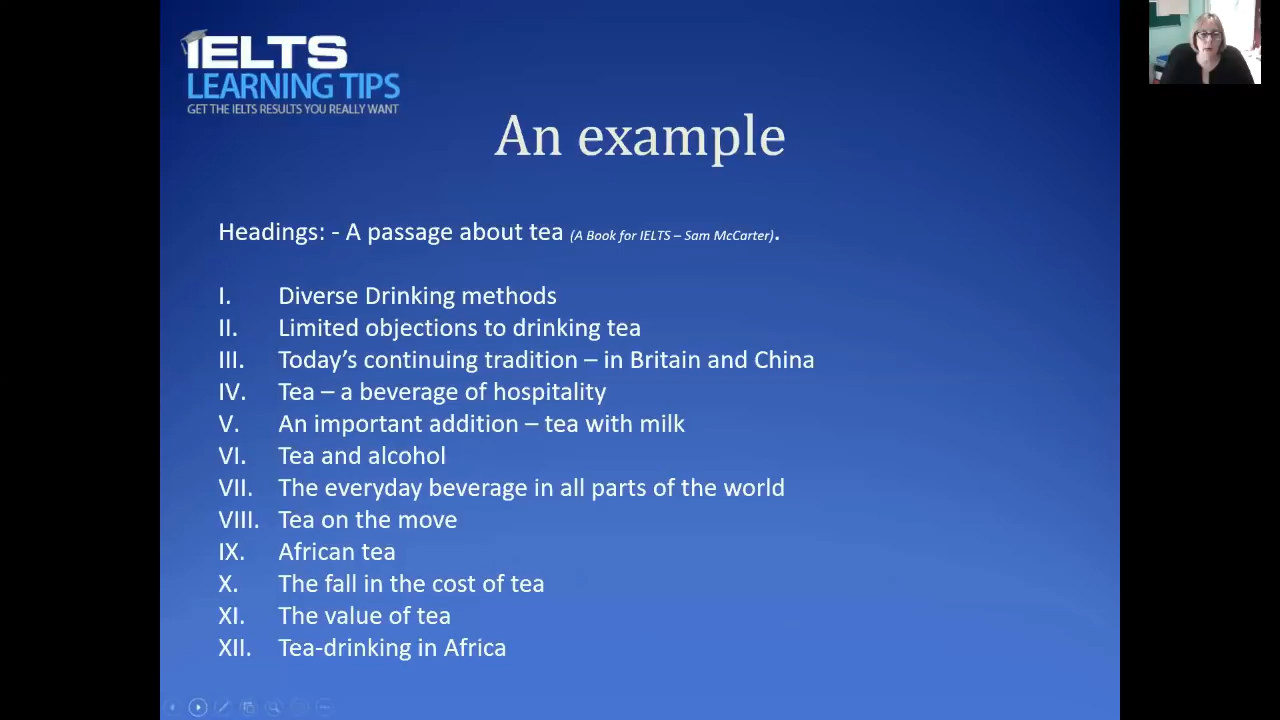 IELTS
LEARNING TIPS
GET THE IELTS RESULTS YOU REALLY WANT
An example
Headings: - A passage about tea (A Book for IELTS – Sam McCarter).
I. Diverse Drinking methods
II. Limited objections to drinking tea
III. Today’s continuing tradition – in Britain and China
IV. Tea – a beverage of hospitality
V. An important addition – tea with milk
VI. Tea and alcohol
VII. The everyday beverage in all parts of the world
VIII. Tea on the move
IX. African tea
X. The fall in the cost of tea
XI. The value of tea
XII. Tea-drinking in Africa